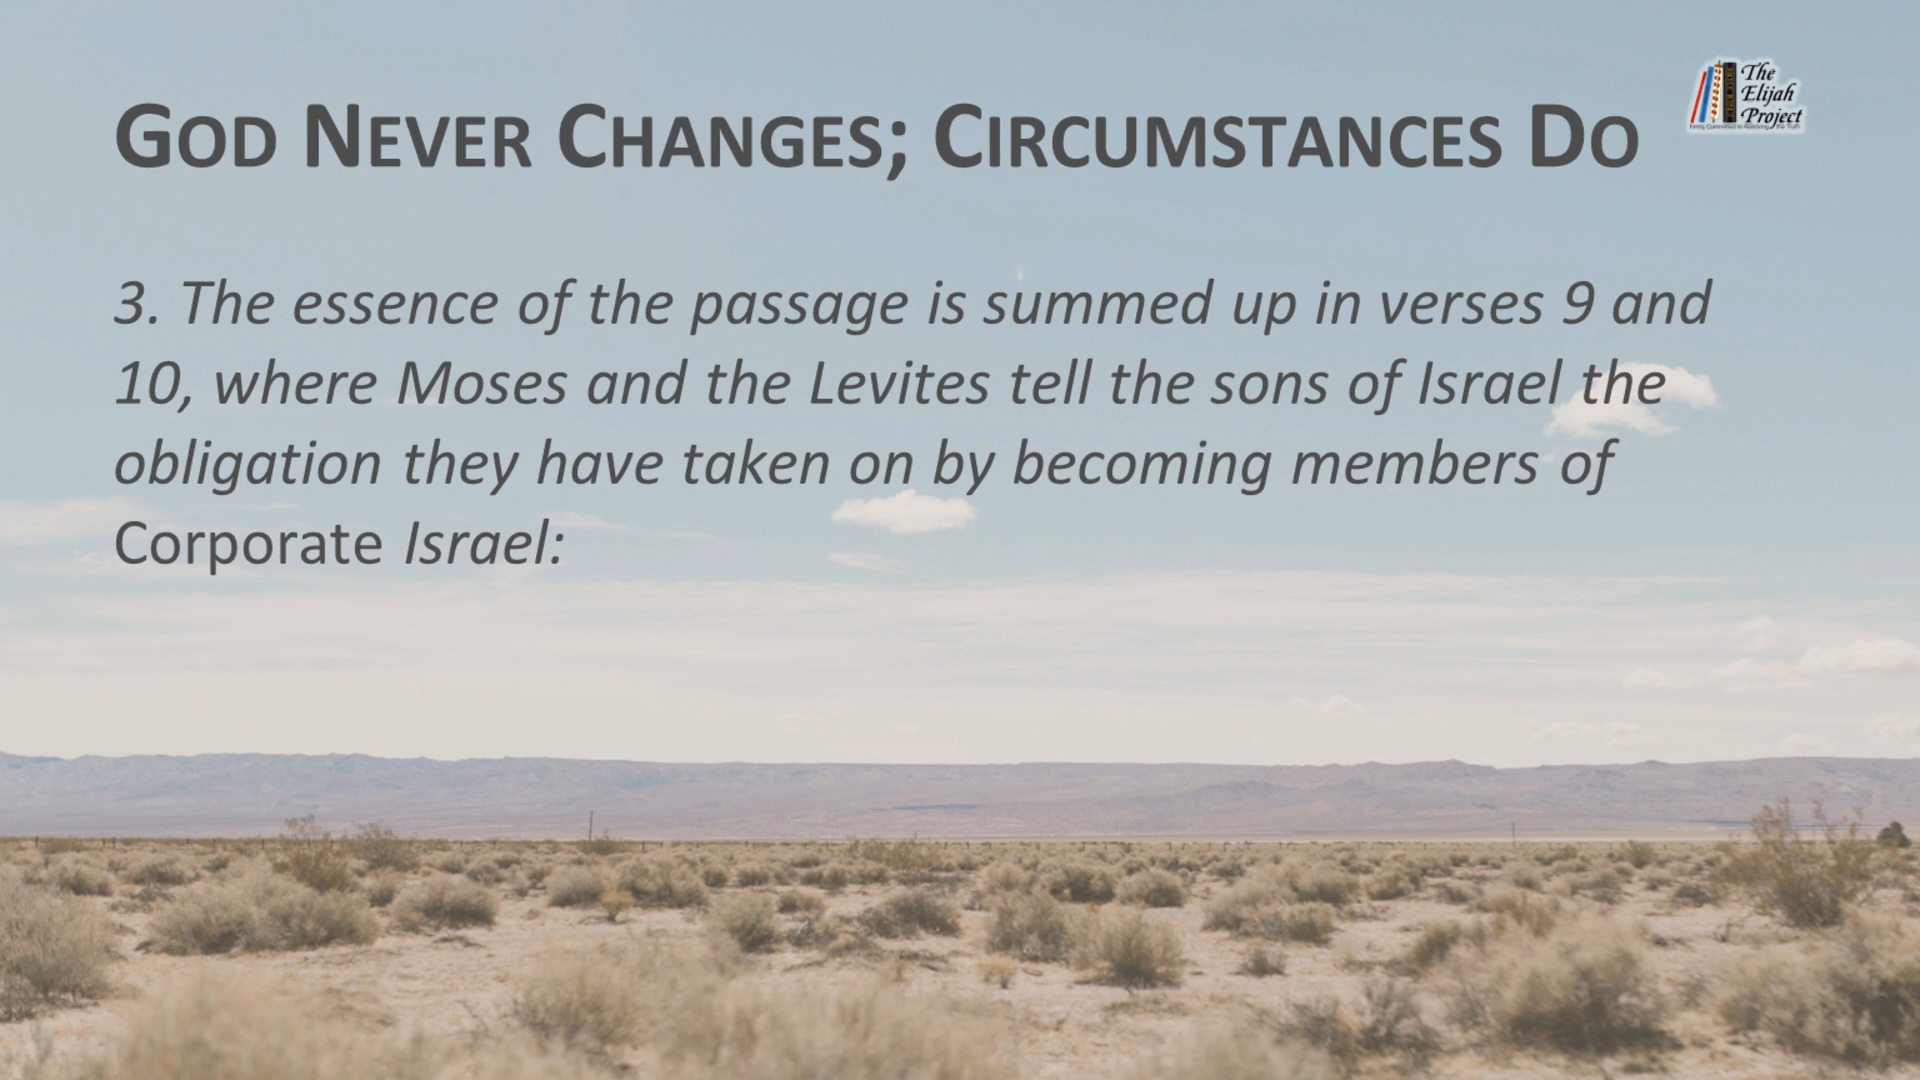 GOD NEVER CHANGES; CIRCUMSTANCES DO
The
Elijah
Project
3. The essence of the passage is summed up in verses 9 and
10, where Moses and the Levites tell the sons of Israel the
obligation they have taken on by becoming members of
Corporate Israel: